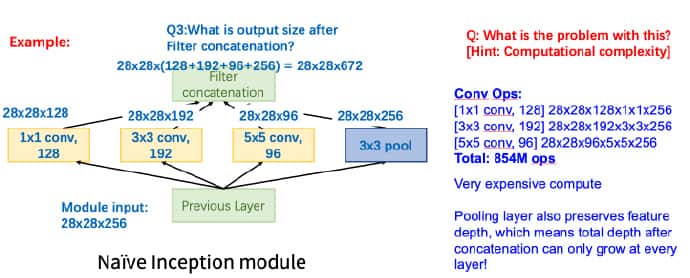 Example:
Q3:What is output size after
Filter concatenation?
28x28x(128+192+96+256) = 28x28x672
Filter
concatenation
28x28x128
28x28x192
28x28x96
28x28x256
1x1 conv,
128
3x3 conv,
192
5x5 conv,
96
3x3 pool
Module input:
28x28x256
Previous Layer
Naïve Inception module
Q: What is the problem with this?
[Hint: Computational complexity]
Conv Ops:
[1x1 conv, 128] 28x28x128x1x1x256
[3x3 conv, 192] 28x28x192x3x3x256
[5x5 conv, 96] 28x28x96x5x5x256
Total: 854M ops
Very expensive compute
Pooling layer also preserves feature
depth, which means total depth after
concatenation can only grow at every
layer!